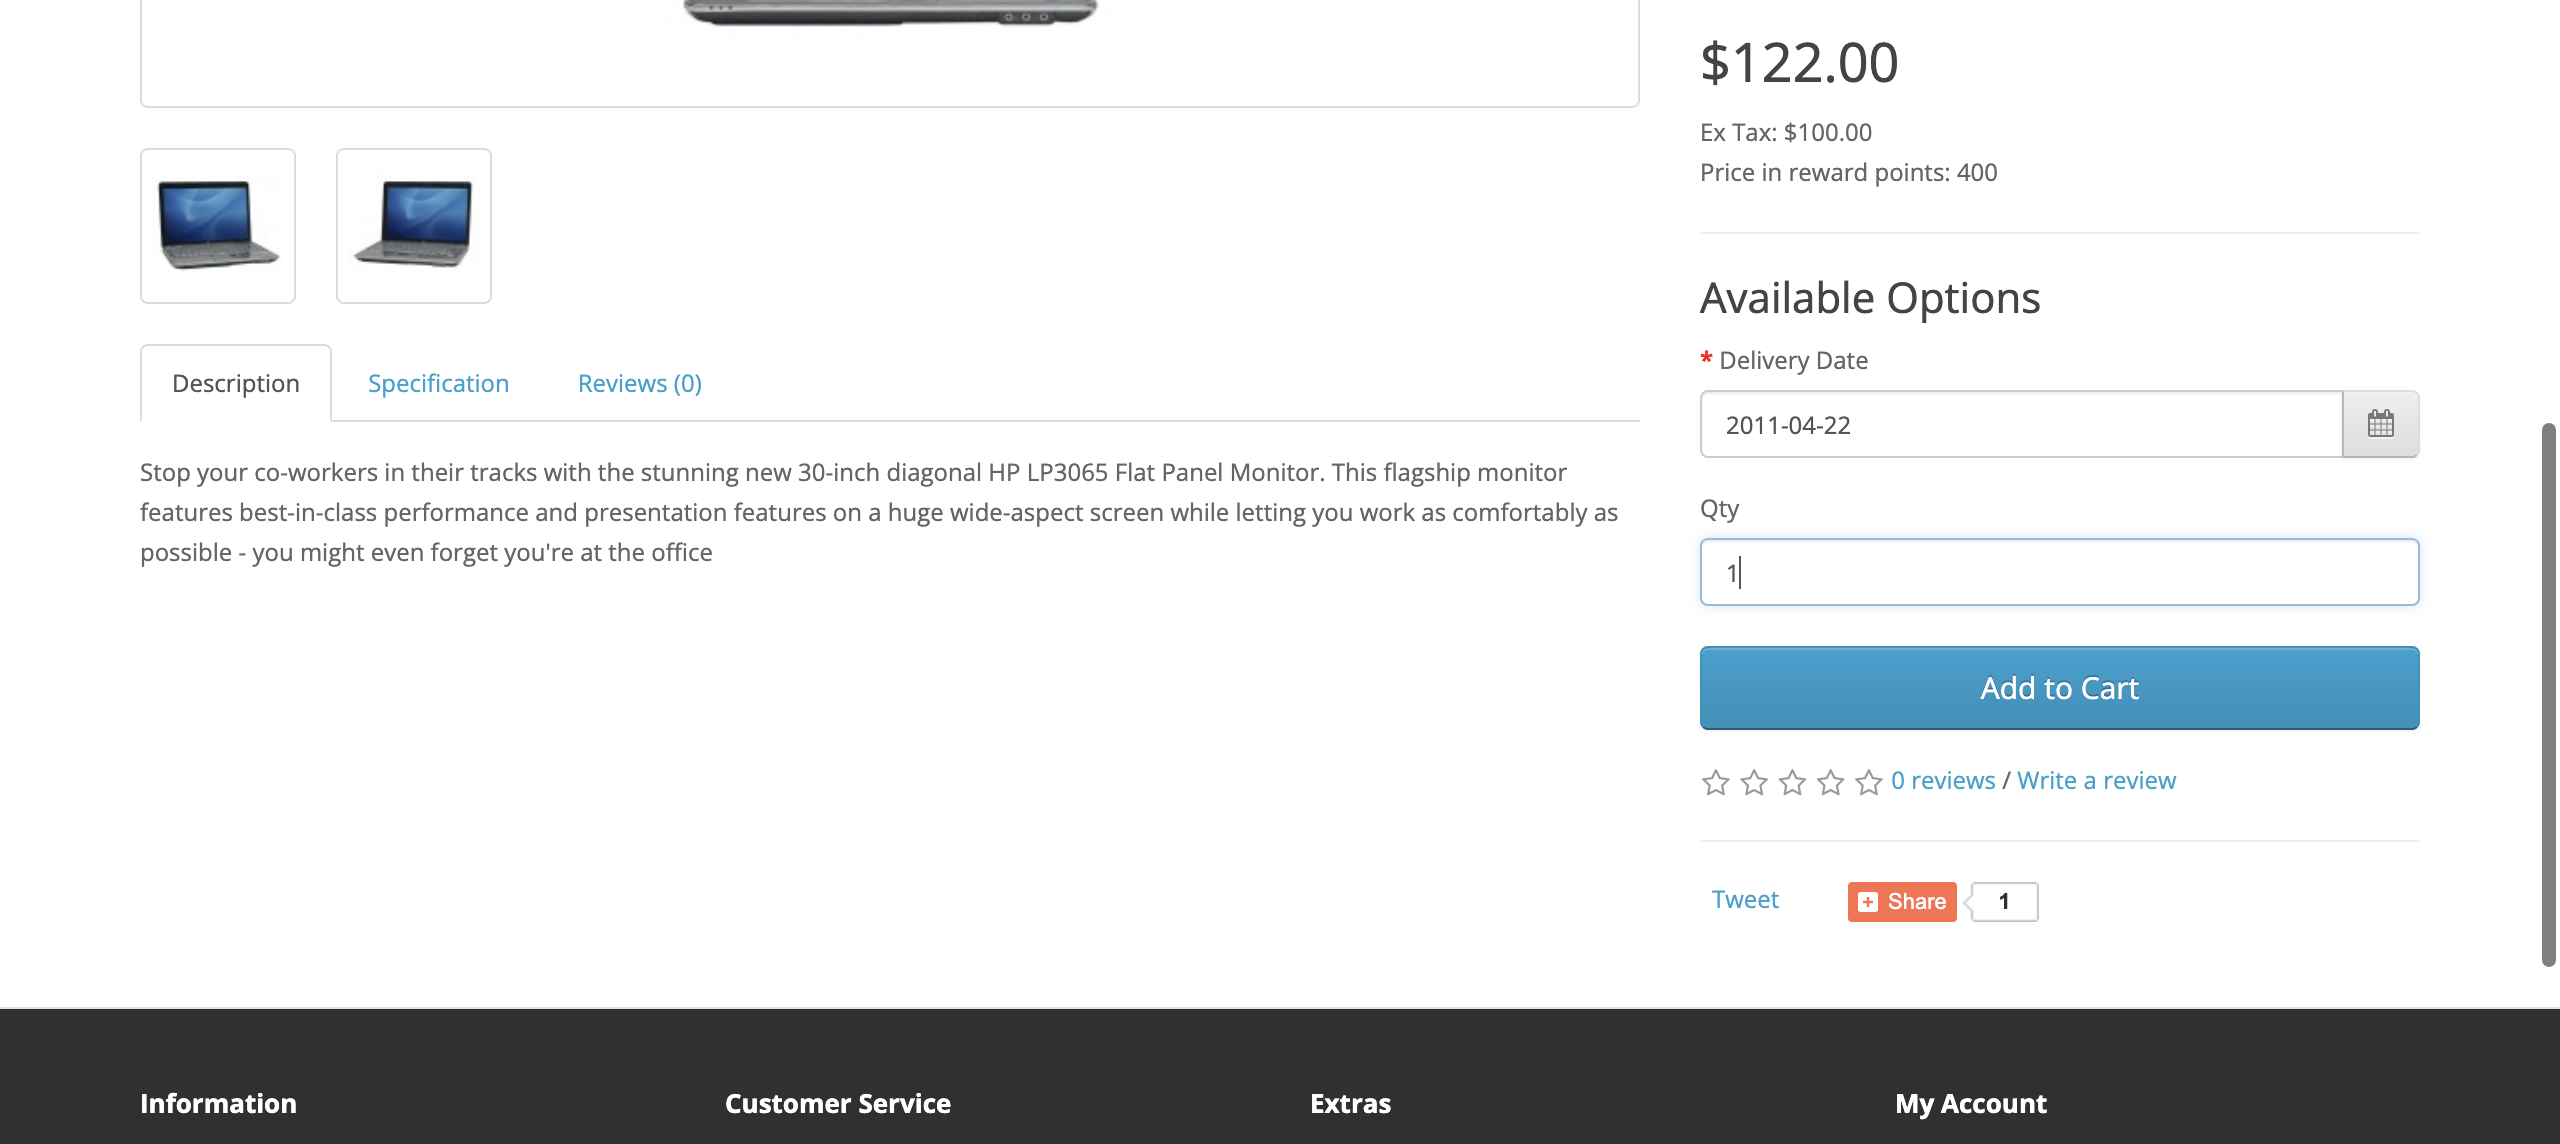 $122.00
Ex Tax: $100.00
Price in reward points: 400
Available Options
* Delivery Date
2011-04-22
Qty
1
Add to Cart
0 reviews / Write a review
Tweet
Share
1
Description
Specification
Reviews (0)
Stop your co-workers in their tracks with the stunning new 30-inch diagonal HP LP3065 Flat Panel Monitor. This flagship monitor
features best-in-class performance and presentation features on a huge wide-aspect screen while letting you work as comfortably as
possible - you might even forget you're at the office
Information
Customer Service
Extras
My Account